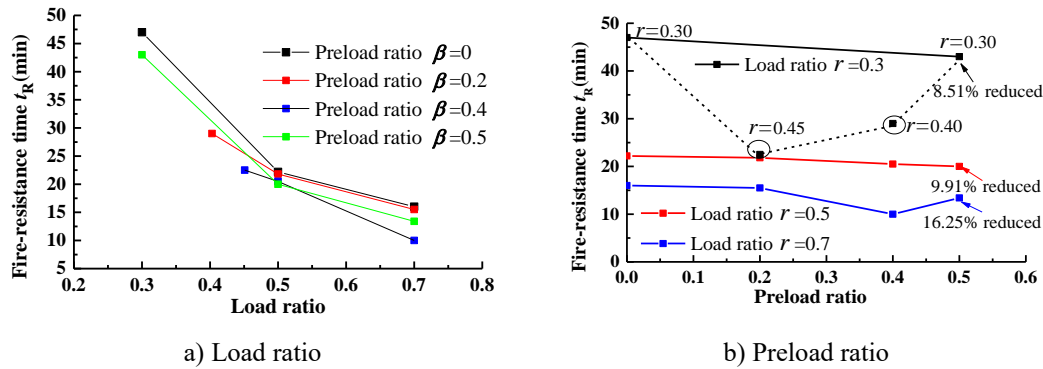 50
45
40
35
30
25
20
15
10
5
0.2 0.3 0.4 0.5 0.6 0.7 0.8
Fire-resistance time tR(min)
Load ratio
Preload ratio β=0
Preload ratio β=0.2
Preload ratio β=0.4
Preload ratio β=0.5
a) Load ratio
50
40
30
20
10
0
0.0 0.1 0.2 0.3 0.4 0.5 0.6
Fire-resistance time tR(min)
Preload ratio
r=0.30
r=0.30
Load ratio r=0.3
8.51% reduced
r=0.45
r=0.40
9.91% reduced
Load ratio r=0.5
16.25% reduced
Load ratio r=0.7
b) Preload ratio